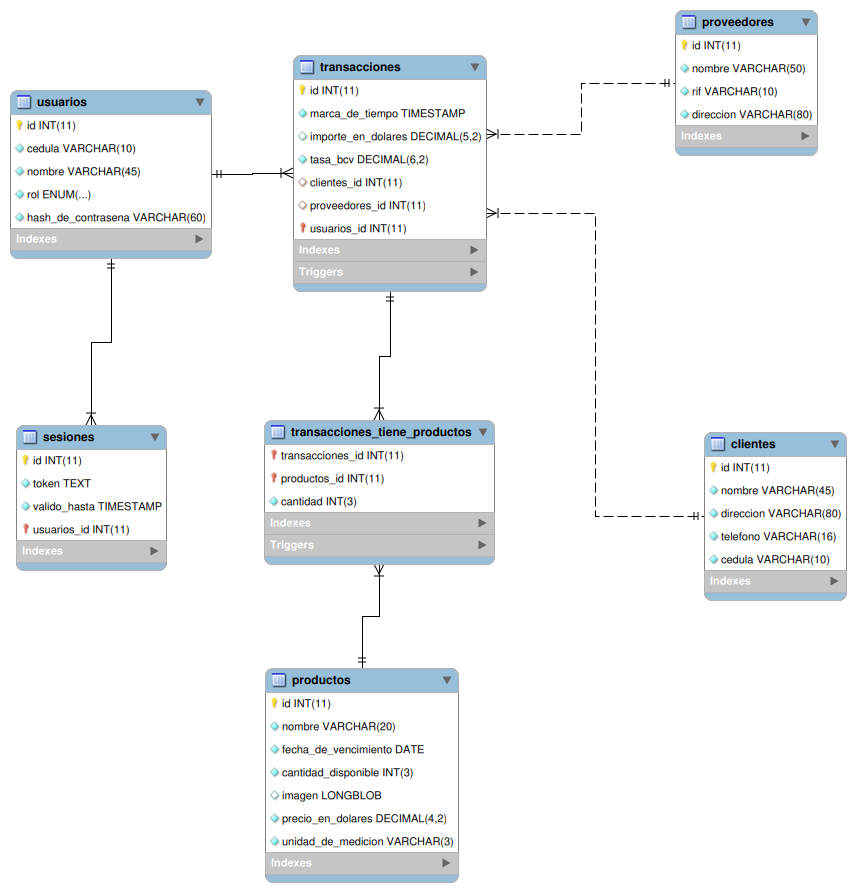 proveedores
id INT(11)
nombre VARCHAR(50)
rif VARCHAR(10)
direccion VARCHAR(80)
Indexes
transacciones
id INT(11)
marca_de_tiempo TIMESTAMP
importe_en_dolares DECIMAL(5,2)
tasa_bcv DECIMAL(6,2)
clientes_id INT(11)
proveedores_id INT(11)
usuarios_id INT(11)
Indexes
Triggers
usuarios
id INT(11)
cedula VARCHAR(10)
nombre VARCHAR(45)
rol ENUM(...)
hash_de_contrasena VARCHAR(60)
Indexes
sesiones
id INT(11)
token TEXT
valido_hasta TIMESTAMP
usuarios_id INT(11)
Indexes
transacciones_tiene_productos
transacciones_id INT(11)
productos_id INT(11)
cantidad INT(3)
Indexes
Triggers
clientes
id INT(11)
nombre VARCHAR(45)
direccion VARCHAR(80)
telefono VARCHAR(16)
cedula VARCHAR(10)
Indexes
productos
id INT(11)
nombre VARCHAR(20)
fecha_de_vencimiento DATE
cantidad_disponible INT(3)
imagen LONGBLOB
precio_en_dolares DECIMAL(4,2)
unidad_de_medicion VARCHAR(3)
Indexes